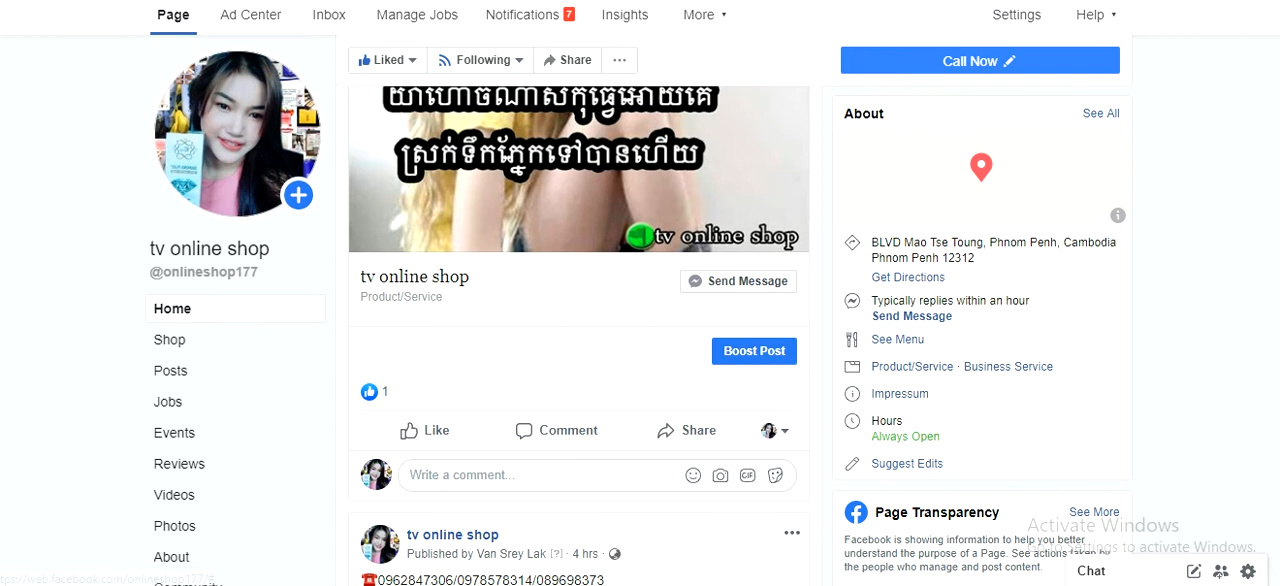 Page
Ad Center
Inbox
Manage Jobs
Notifications 7
Insights
More
Settings
Help
Liked
Following
Share
Call Now
យ៉ាហោចណាស់ក៏ធ្វើអោយគេ
ស្រក់ទឹកភ្នែកទៅបានហើយ
tv online shop
tv online shop
@onlineshop177
Home
Shop
Posts
Jobs
Events
Reviews
Videos
Photos
About
tv online shop
Send Message
Product/Service
Boost Post
1
Like
Comment
Share
Write a comment...
GIF
tv online shop
Published by Van Srey Lak [?] · 4 hrs ·
☎0962847306/0978578314/089698373
About
See All
BLVD Mao Tse Toung, Phnom Penh, Cambodia
Phnom Penh 12312
Get Directions
Typically replies within an hour
Send Message
See Menu
Product/Service · Business Service
Impressum
Hours
Always Open
Suggest Edits
Page Transparency
See More
Facebook is showing information to help you better
understand the purpose of a Page. See actions taken by
the people who manage and post content.
Activate Windows
Go to Settings to activate Windows.
Chat